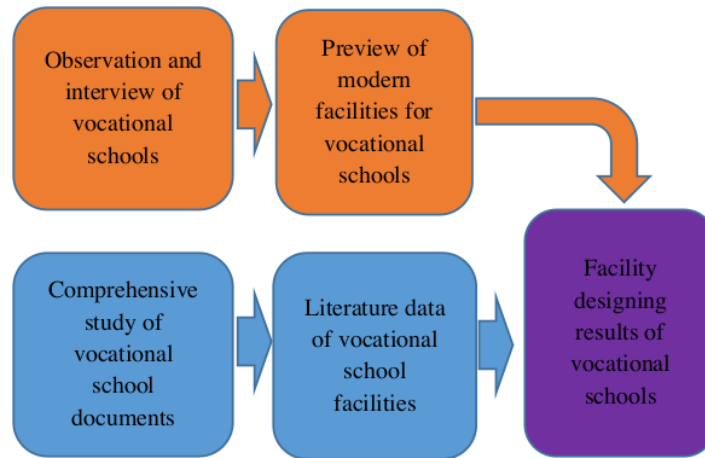 Observation and
interview of
vocational
schools
Preview of
modern
facilities for
vocational
schools
Comprehensive
study of
vocational
school
documents
Literature data
of vocational
school
facilities
Facility
designing
results of
vocational
schools